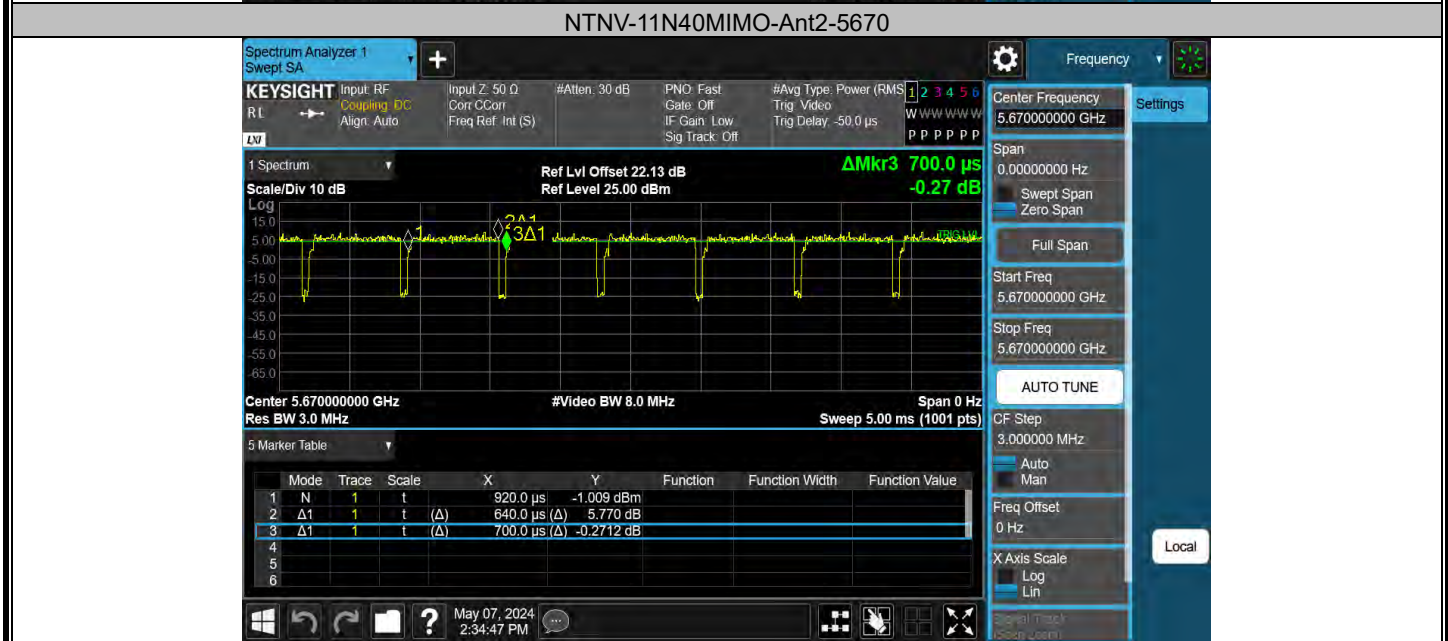 NTNV-11N40MIMO-Ant2-5670
Spectrum Analyzer 1
Swept SA
+
Frequency
KEYSIGHT
RL
LXI
Input: RF
Coupling: DC
Align: Auto
Input Z: 50 Ω
Corr CCorr
Freq Ref: Int (S)
#Atten: 30 dB
PNO: Fast
Gate: Off
IF Gain: Low
Sig Track: Off
#Avg Type: Power (RMS
Trig: Video
Trig Delay: -50.0 µs
1 2 3 4 5 6
W W W W W W
P P P P P P
Center Frequency
5.670000000 GHz
Settings
Span
0.00000000 Hz
Swept Span
Zero Span
Full Span
Start Freq
5.670000000 GHz
Stop Freq
5.670000000 GHz
AUTO TUNE
CF Step
3.000000 MHz
Auto
Man
Freq Offset
0 Hz
X Axis Scale
Log
Lin
Signal Track
(Span Zoom)
Local
1 Spectrum
Scale/Div 10 dB
Ref Lvl Offset 22.13 dB
Ref Level 25.00 dBm
ΔMkr3 700.0 µs
-0.27 dB
Log
15.0
5.00
-5.00
-15.0
-25.0
-35.0
-45.0
-55.0
-65.0
1
2Δ1
3Δ1
TRIG LVL
Center 5.670000000 GHz
Res BW 3.0 MHz
#Video BW 8.0 MHz
Span 0 Hz
Sweep 5.00 ms (1001 pts)
5 Marker Table
Mode Trace Scale X Y Function Function Width Function Value
1 N 1 t 920.0 µs -1.009 dBm
2 Δ1 1 t (Δ) 640.0 µs (Δ) 5.770 dB
3 Δ1 1 t (Δ) 700.0 µs (Δ) -0.2712 dB
4
5
6
?
May 07, 2024
2:34:47 PM